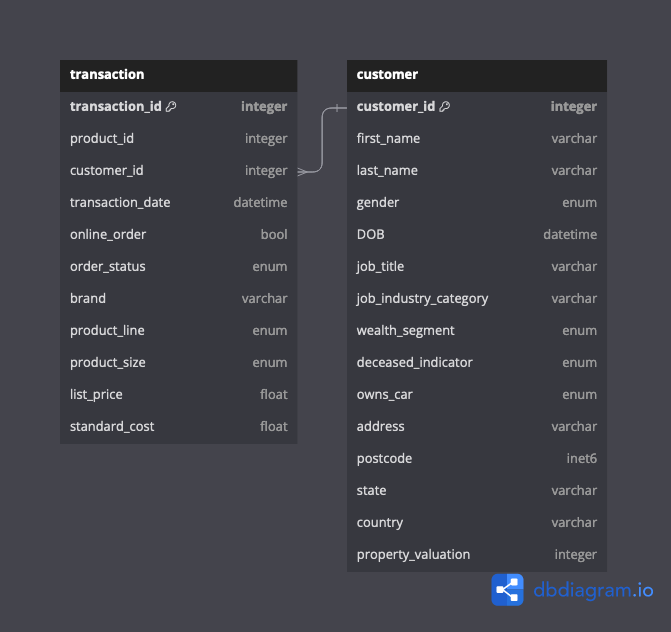 transaction
transaction_id integer
product_id integer
customer_id integer
transaction_date datetime
online_order bool
order_status enum
brand varchar
product_line enum
product_size enum
list_price float
standard_cost float
customer
customer_id integer
first_name varchar
last_name varchar
gender enum
DOB datetime
job_title varchar
job_industry_category varchar
wealth_segment enum
deceased_indicator enum
owns_car enum
address varchar
postcode inet6
state varchar
country varchar
property_valuation integer
dbdiagram.io